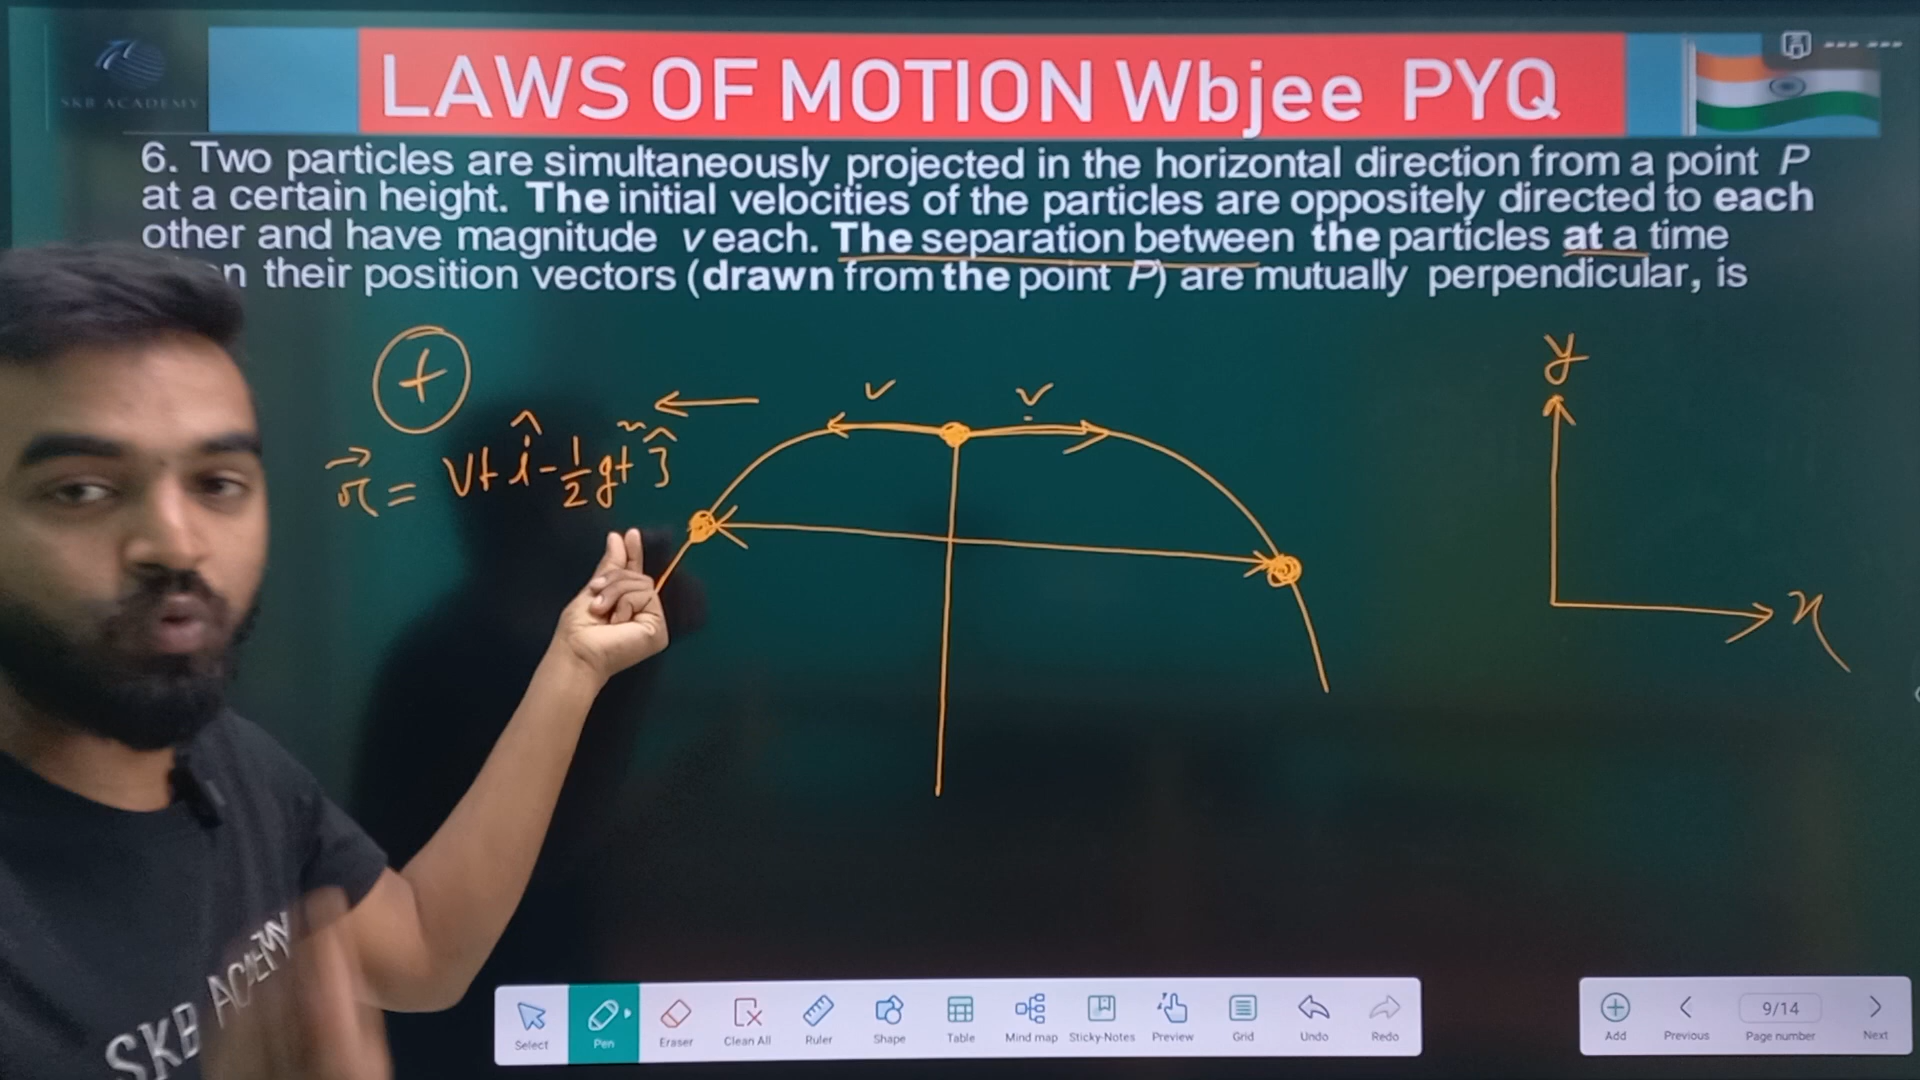 SKB ACADEMY
LAWS OF MOTION Wbjee PYQ
6. Two particles are simultaneously projected in the horizontal direction from a point P
at a certain height. The initial velocities of the particles are oppositely directed to each
other and have magnitude v each. The separation between the particles at a time
n their position vectors (drawn from the point P) are mutually perpendicular, is
+
v v
r⃗ = vt î - 1/2 gt² ĵ
y
x
SKB ACADEMY
Select Pen Eraser Clean All Ruler Shape Table Mind map Sticky-Notes Preview Grid Undo Redo
Add Previous 9/14 Page number Next